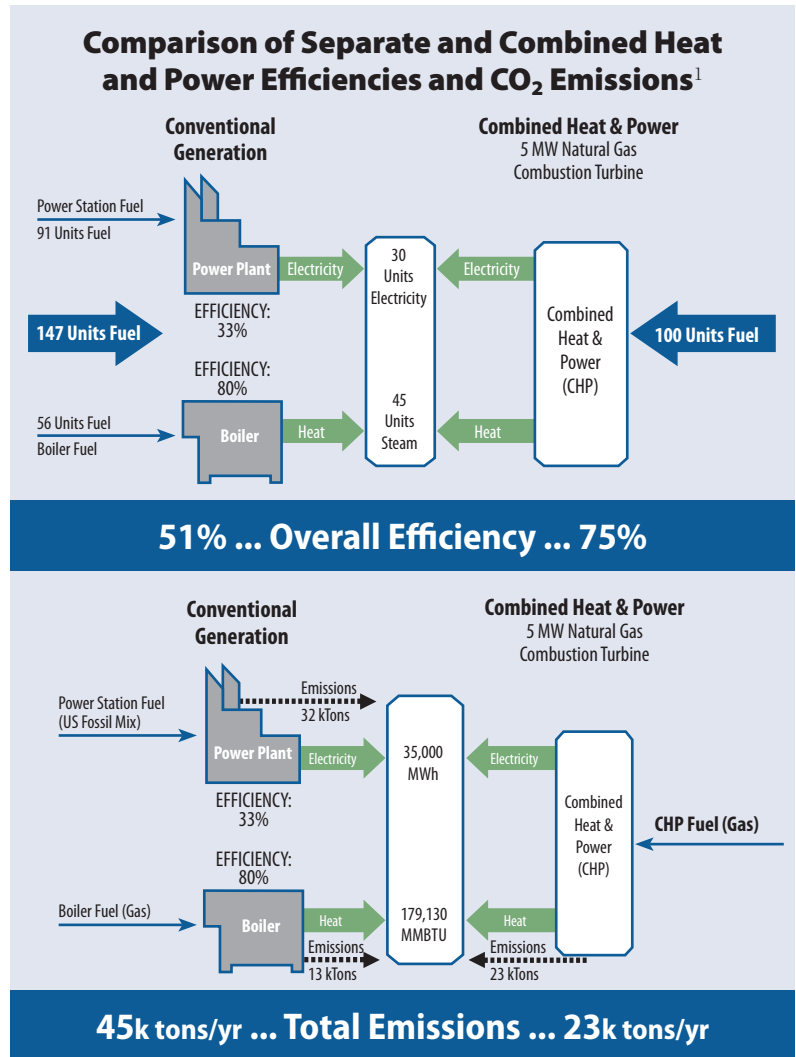 Comparison of Separate and Combined Heat
and Power Efficiencies and CO₂ Emissions¹
Conventional
Generation
Combined Heat & Power
5 MW Natural Gas
Combustion Turbine
Power Station Fuel
91 Units Fuel
Power Plant
Electricity
30
Units
Electricity
Electricity
EFFICIENCY:
33%
147 Units Fuel
Combined
Heat &
Power
(CHP)
100 Units Fuel
EFFICIENCY:
80%
56 Units Fuel
Boiler Fuel
Boiler
Heat
45
Units
Steam
Heat
51% ... Overall Efficiency ... 75%
Conventional
Generation
Combined Heat & Power
5 MW Natural Gas
Combustion Turbine
Emissions
32 kTons
Power Station Fuel
(US Fossil Mix)
Power Plant
Electricity
35,000
MWh
Electricity
EFFICIENCY:
33%
Combined
Heat &
Power
(CHP)
CHP Fuel (Gas)
EFFICIENCY:
80%
Boiler Fuel (Gas)
Boiler
Heat
179,130
MMBTU
Heat
Emissions
13 kTons
Emissions
23 kTons
45k tons/yr ... Total Emissions ... 23k tons/yr